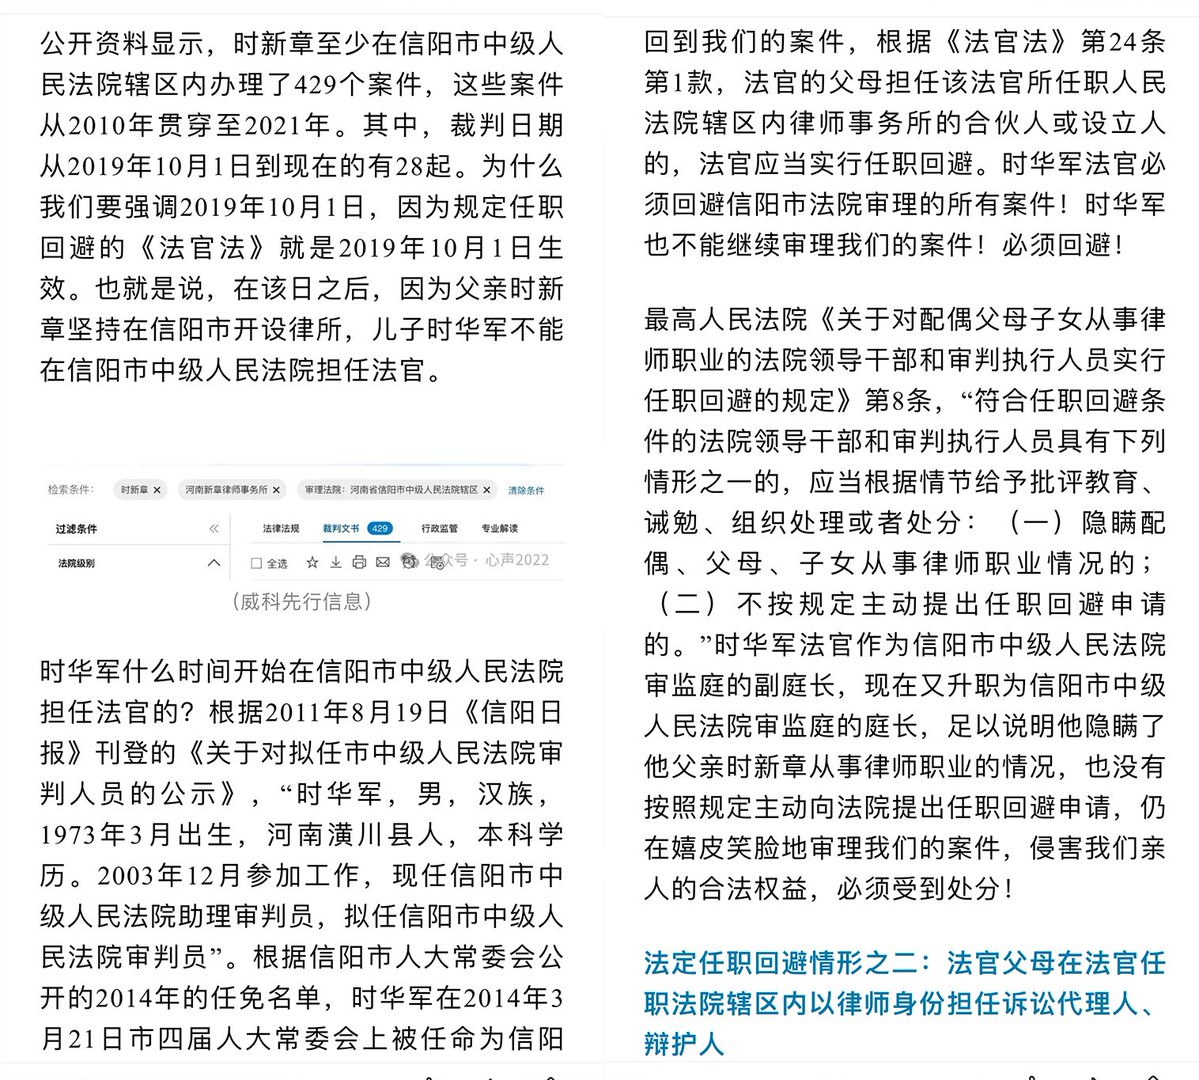 公开资料显示，时新章至少在信阳市中级人
民法院辖区内办理了429个案件，这些案件
从2010年贯穿至2021年。其中，裁判日期
从2019年10月1日到现在的有28起。为什么
我们要强调2019年10月1日，因为规定任职
回避的《法官法》就是2019年10月1日生
效。也就是说，在该日之后，因为父亲时新
章坚持在信阳市开设律所，儿子时华军不能
在信阳市中级人民法院担任法官。
检索条件： 时新章 × 河南新章律师事务所 × 审理法院：河南省信阳市中级人民法院辖区 × 清除条件
过滤条件 « 法律法规 裁判文书 429 行政监管 专业解读
法院级别 全选 公众号 · 心声2022
（威科先行信息）
时华军什么时间开始在信阳市中级人民法院
担任法官的？根据2011年8月19日《信阳日
报》刊登的《关于对拟任市中级人民法院审
判人员的公示》，“时华军，男，汉族，
1973年3月出生，河南潢川县人，本科学
历。2003年12月参加工作，现任信阳市中
级人民法院助理审判员，拟任信阳市中级人
民法院审判员”。根据信阳市人大常委会公
开的2014年的任免名单，时华军在2014年3
月21日市四届人大常委会上被任命为信阳
回到我们的案件，根据《法官法》第24条
第1款，法官的父母担任该法官所任职人民
法院辖区内律师事务所的合伙人或设立人
的，法官应当实行任职回避。时华军法官必
须回避信阳市法院审理的所有案件！时华军
也不能继续审理我们的案件！必须回避！
最高人民法院《关于对配偶父母子女从事律
师职业的法院领导干部和审判执行人员实行
任职回避的规定》第8条，“符合任职回避条
件的法院领导干部和审判执行人员具有下列
情形之一的，应当根据情节给予批评教育、
诫勉、组织处理或者处分：（一）隐瞒配
偶、父母、子女从事律师职业情况的；
（二）不按规定主动提出任职回避申请
的。”时华军法官作为信阳市中级人民法院
审监庭的副庭长，现在又升职为信阳市中级
人民法院审监庭的庭长，足以说明他隐瞒了
他父亲时新章从事律师职业的情况，也没有
按照规定主动向法院提出任职回避申请，仍
在嬉皮笑脸地审理我们的案件，侵害我们亲
人的合法权益，必须受到处分！
法定任职回避情形之二：法官父母在法官任
职法院辖区内以律师身份担任诉讼代理人、
辩护人